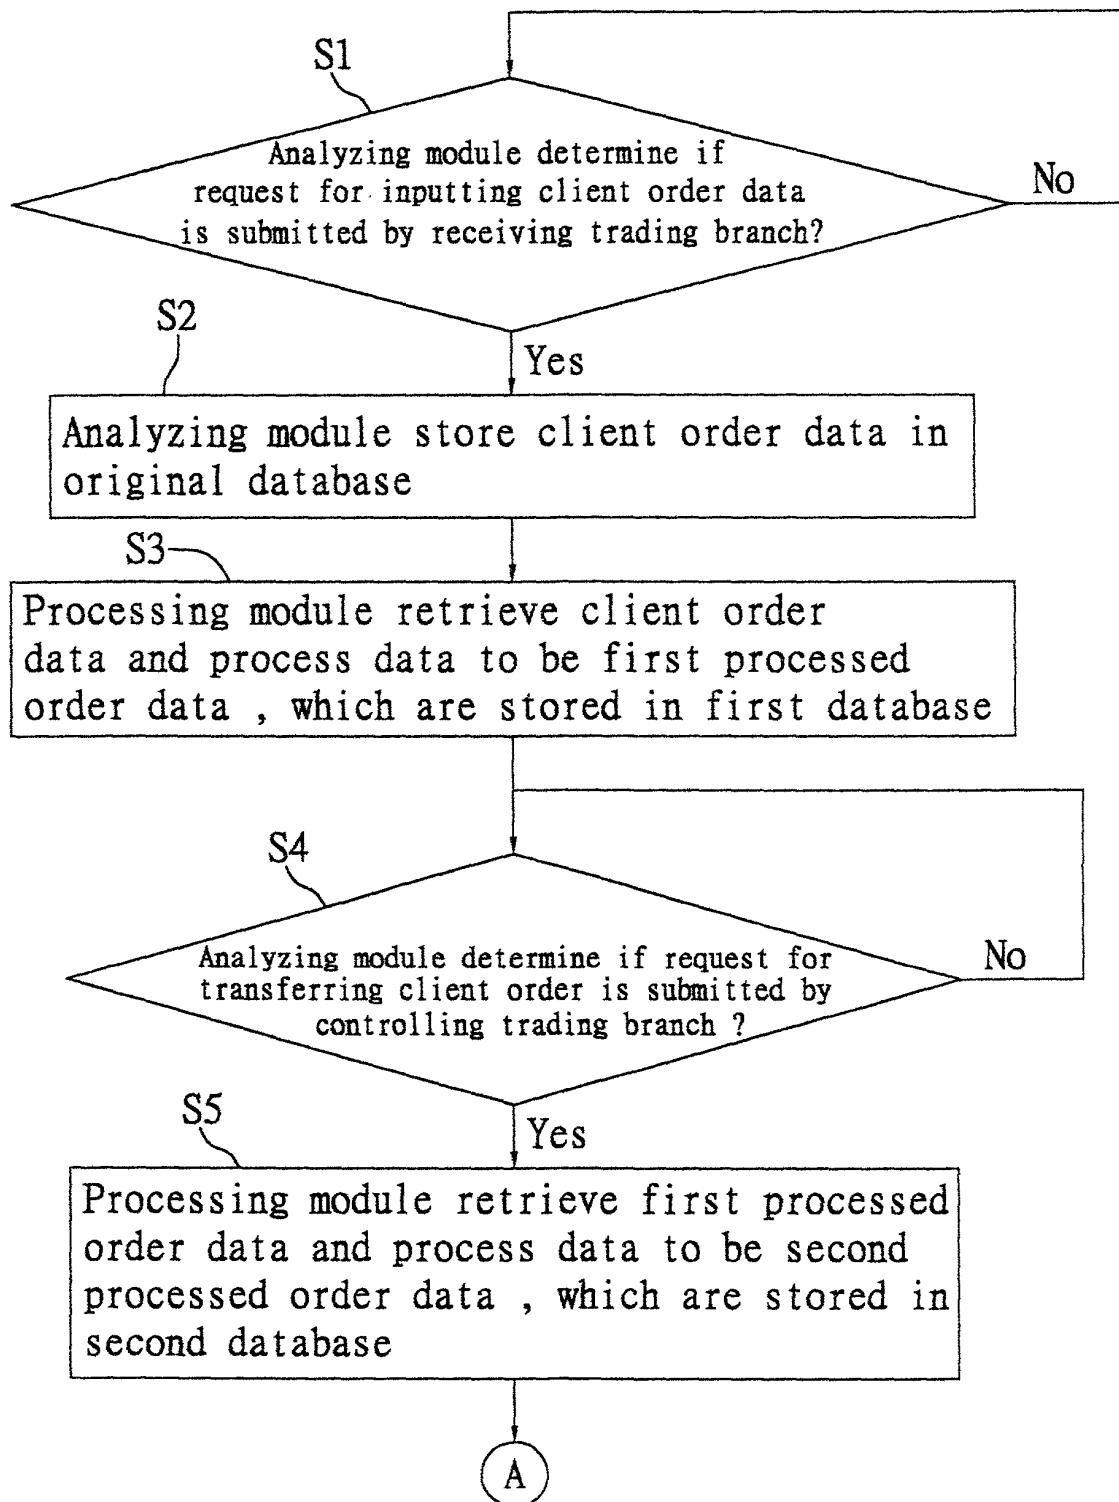 S1
Analyzing module determine if
request for inputting client order data
is submitted by receiving trading branch?
No
Yes
S2
Analyzing module store client order data in
original database
S3
Processing module retrieve client order
data and process data to be first processed
order data , which are stored in first database
S4
Analyzing module determine if request for
transferring client order is submitted by
controlling trading branch ?
No
Yes
S5
Processing module retrieve first processed
order data and process data to be second
processed order data , which are stored in
second database
A